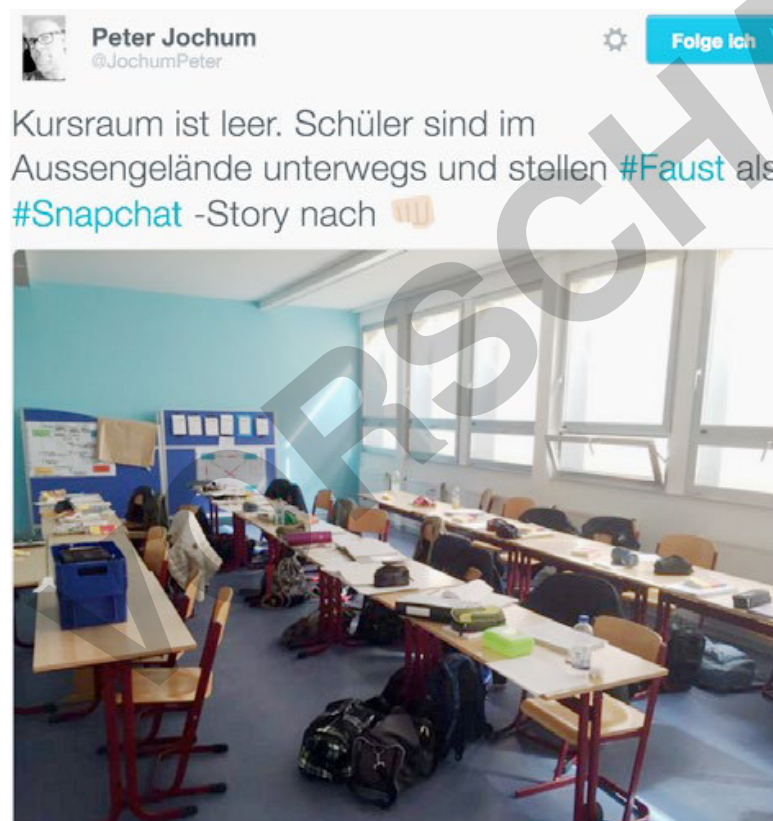 Peter Jochum
@JochumPeter
Folge ich
Kursraum ist leer. Schüler sind im
Aussengelände unterwegs und stellen #Faust als
#Snapchat -Story nach
VORSCHA